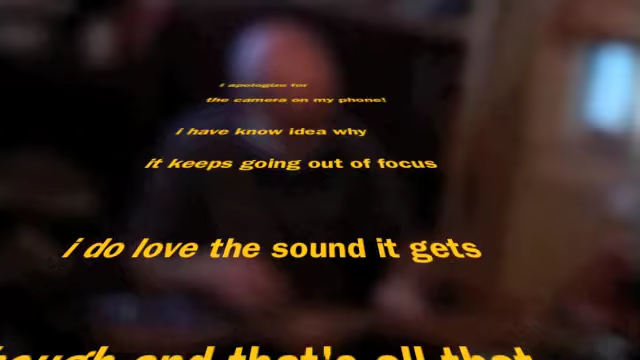 i apologize for
the camera on my phone!
i have know idea why
it keeps going out of focus
i do love the sound it gets
though and that's all that